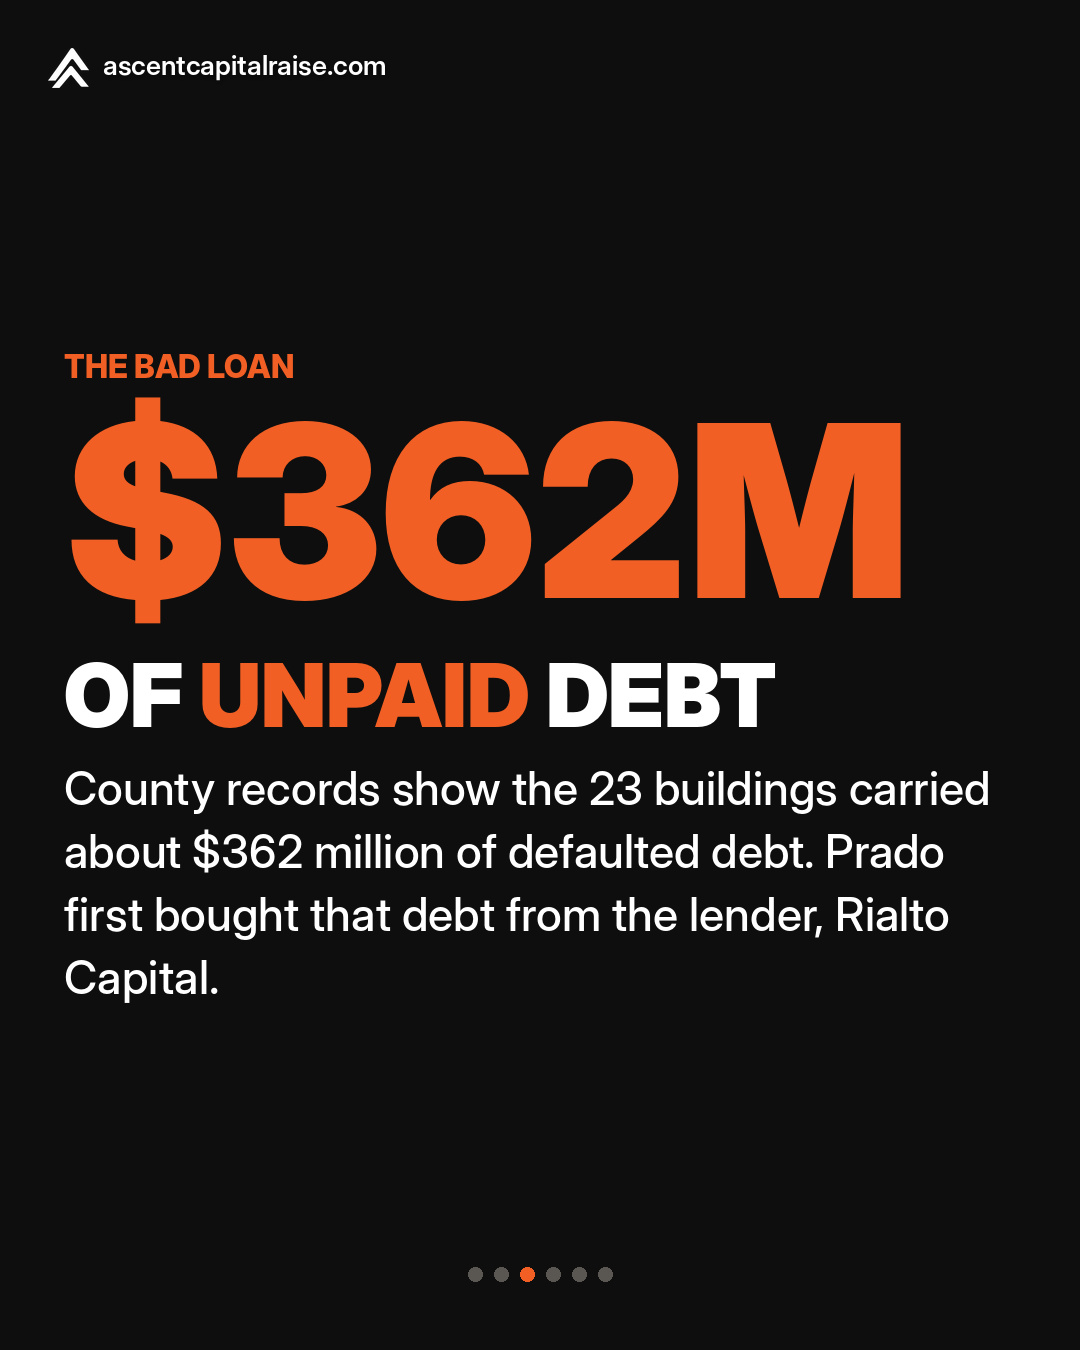 ascentcapitalraise.com
THE BAD LOAN
$362M
OF UNPAID DEBT
County records show the 23 buildings carried
about $362 million of defaulted debt. Prado
first bought that debt from the lender, Rialto
Capital.